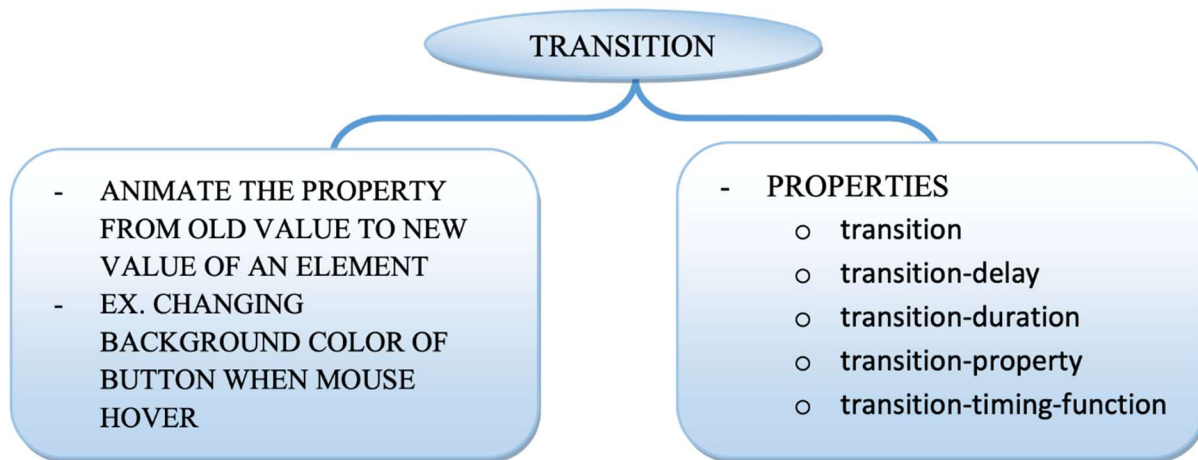 TRANSITION
- ANIMATE THE PROPERTY
FROM OLD VALUE TO NEW
VALUE OF AN ELEMENT
- EX. CHANGING
BACKGROUND COLOR OF
BUTTON WHEN MOUSE
HOVER
- PROPERTIES
o transition
o transition-delay
o transition-duration
o transition-property
o transition-timing-function